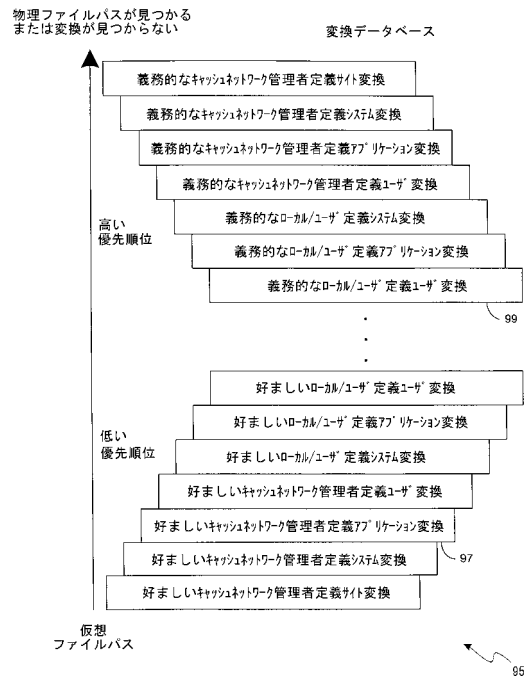 物理ファイルパスが見つかる
または変換が見つからない
変換データベース
義務的なｷｬｯｼｭﾈｯﾄﾜｰｸ管理者定義ｻｲﾄ変換
義務的なｷｬｯｼｭﾈｯﾄﾜｰｸ管理者定義ｼｽﾃﾑ変換
義務的なｷｬｯｼｭﾈｯﾄﾜｰｸ管理者定義ｱﾌﾟﾘｹｰｼｮﾝ変換
義務的なｷｬｯｼｭﾈｯﾄﾜｰｸ管理者定義ﾕｰｻﾞ変換
義務的なﾛｰｶﾙ/ﾕｰｻﾞ定義ｼｽﾃﾑ変換
高い
優先順位
義務的なﾛｰｶﾙ/ﾕｰｻﾞ定義ｱﾌﾟﾘｹｰｼｮﾝ変換
義務的なﾛｰｶﾙ/ﾕｰｻﾞ定義ﾕｰｻﾞ変換
99
好ましいﾛｰｶﾙ/ﾕｰｻﾞ定義ﾕｰｻﾞ変換
好ましいﾛｰｶﾙ/ﾕｰｻﾞ定義ｱﾌﾟﾘｹｰｼｮﾝ変換
低い
優先順位
好ましいﾛｰｶﾙ/ﾕｰｻﾞ定義ｼｽﾃﾑ変換
好ましいｷｬｯｼｭﾈｯﾄﾜｰｸ管理者定義ﾕｰｻﾞ変換
好ましいｷｬｯｼｭﾈｯﾄﾜｰｸ管理者定義ｱﾌﾟﾘｹｰｼｮﾝ変換
97
好ましいｷｬｯｼｭﾈｯﾄﾜｰｸ管理者定義ｼｽﾃﾑ変換
好ましいｷｬｯｼｭﾈｯﾄﾜｰｸ管理者定義ｻｲﾄ変換
仮想
ファイルパス
95